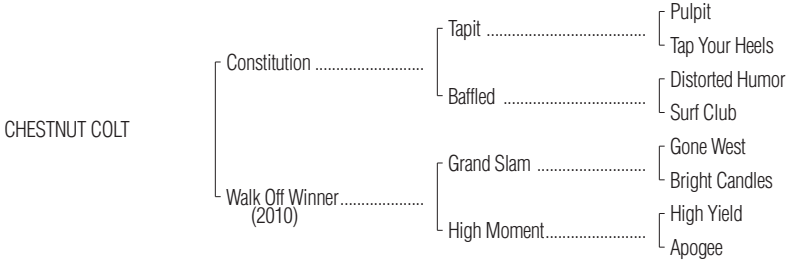 CHESTNUT COLT
Constitution .........................
Walk Off Winner....................
(2010)
Tapit ......................................
Baffled ..................................
Grand Slam ..........................
High Moment........................
Pulpit
Tap Your Heels
Distorted Humor
Surf Club
Gone West
Bright Candles
High Yield
Apogee